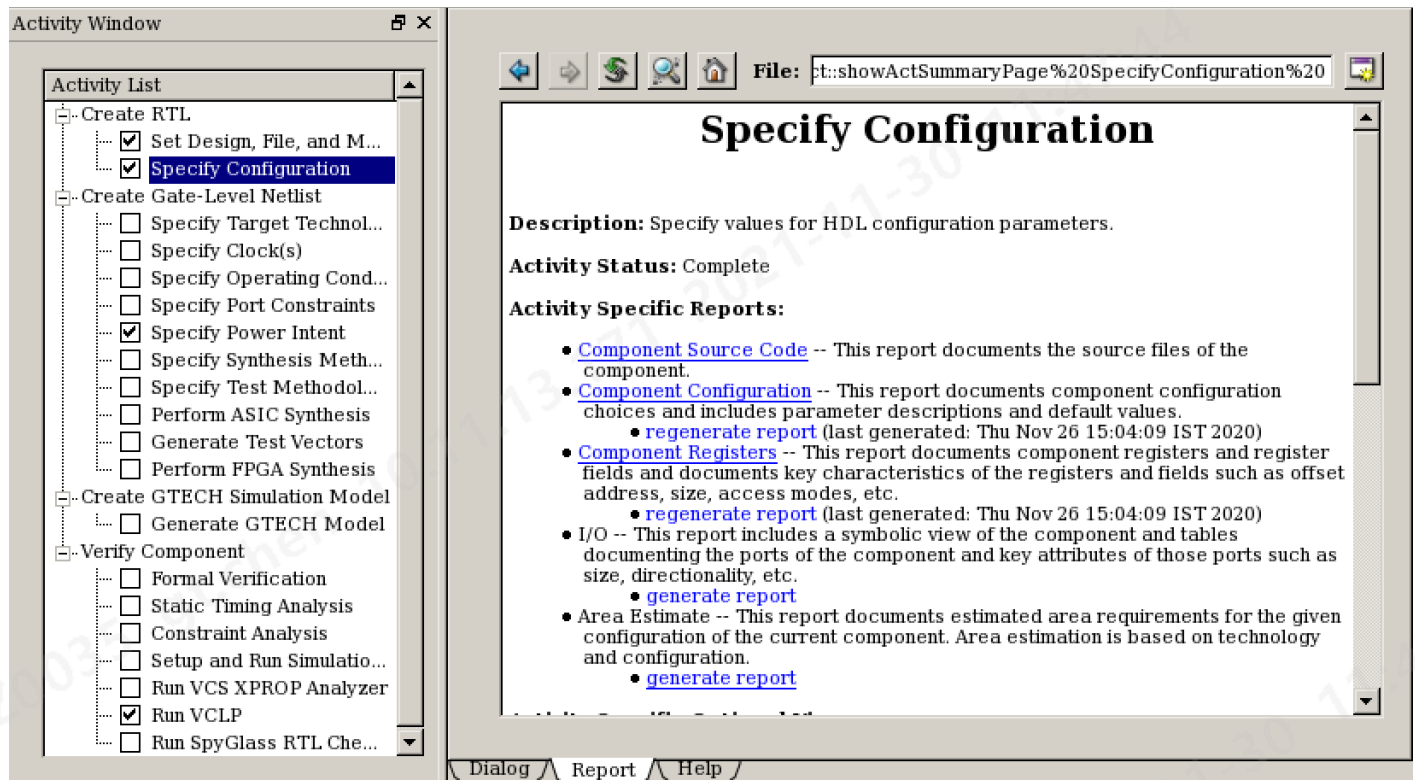 Activity Window
Activity List
Create RTL
Set Design, File, and M...
Specify Configuration
Create Gate-Level Netlist
Specify Target Technol...
Specify Clock(s)
Specify Operating Cond...
Specify Port Constraints
Specify Power Intent
Specify Synthesis Meth...
Specify Test Methodol...
Perform ASIC Synthesis
Generate Test Vectors
Perform FPGA Synthesis
Create GTECH Simulation Model
Generate GTECH Model
Verify Component
Formal Verification
Static Timing Analysis
Constraint Analysis
Setup and Run Simulatio...
Run VCS XPROP Analyzer
Run VCLP
Run SpyGlass RTL Che...
File: ct::showActSummaryPage%20SpecifyConfiguration%20
Specify Configuration
Description: Specify values for HDL configuration parameters.
Activity Status: Complete
Activity Specific Reports:
Component Source Code -- This report documents the source files of the
component.
Component Configuration -- This report documents component configuration
choices and includes parameter descriptions and default values.
regenerate report (last generated: Thu Nov 26 15:04:09 IST 2020)
Component Registers -- This report documents component registers and register
fields and documents key characteristics of the registers and fields such as offset
address, size, access modes, etc.
regenerate report (last generated: Thu Nov 26 15:04:09 IST 2020)
I/O -- This report includes a symbolic view of the component and tables
documenting the ports of the component and key attributes of those ports such as
size, directionality, etc.
generate report
Area Estimate -- This report documents estimated area requirements for the given
configuration of the current component. Area estimation is based on technology
and configuration.
generate report
Dialog
Report
Help